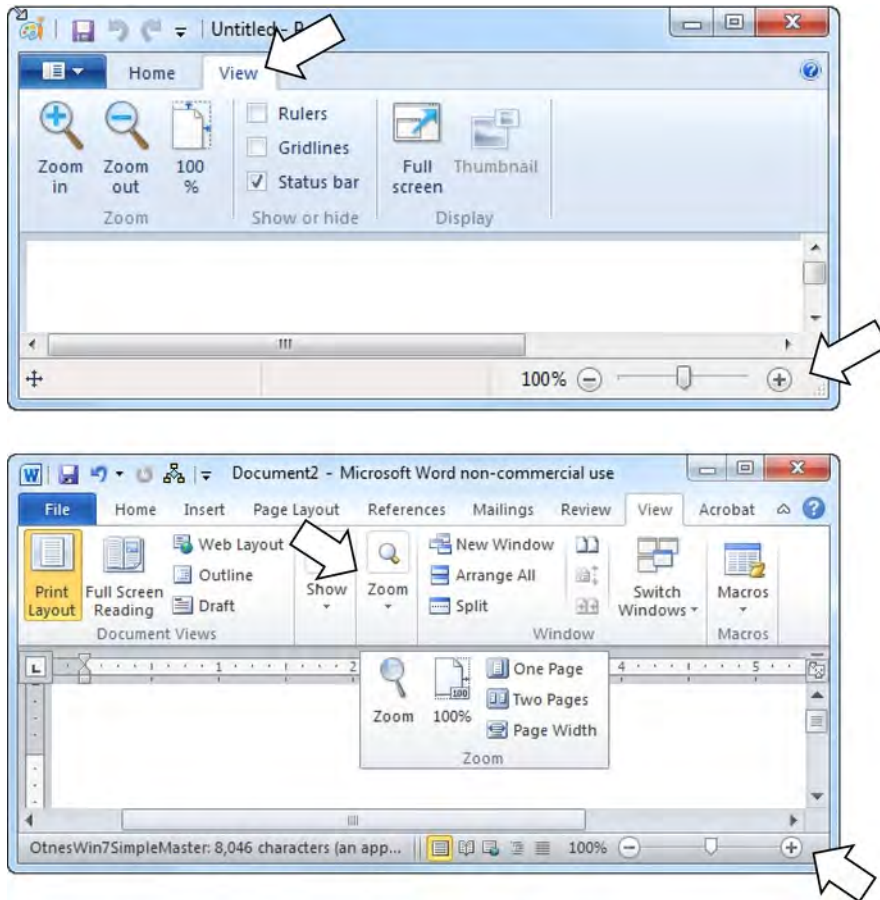 Untitled - P
Home View
Zoom in
Zoom out
100 %
Zoom
Rulers
Gridlines
Status bar
Show or hide
Full screen
Thumbnail
Display
100%
W Document2 - Microsoft Word non-commercial use
File Home Insert Page Layout References Mailings Review View Acrobat
Print Layout
Full Screen Reading
Web Layout
Outline
Draft
Document Views
Show
Zoom
New Window
Arrange All
Split
Switch Windows
Window
Macros
Macros
L 1 2 4 5
Zoom
100%
One Page
Two Pages
Page Width
Zoom
OtnesWin7SimpleMaster: 8,046 characters (an app... 100%